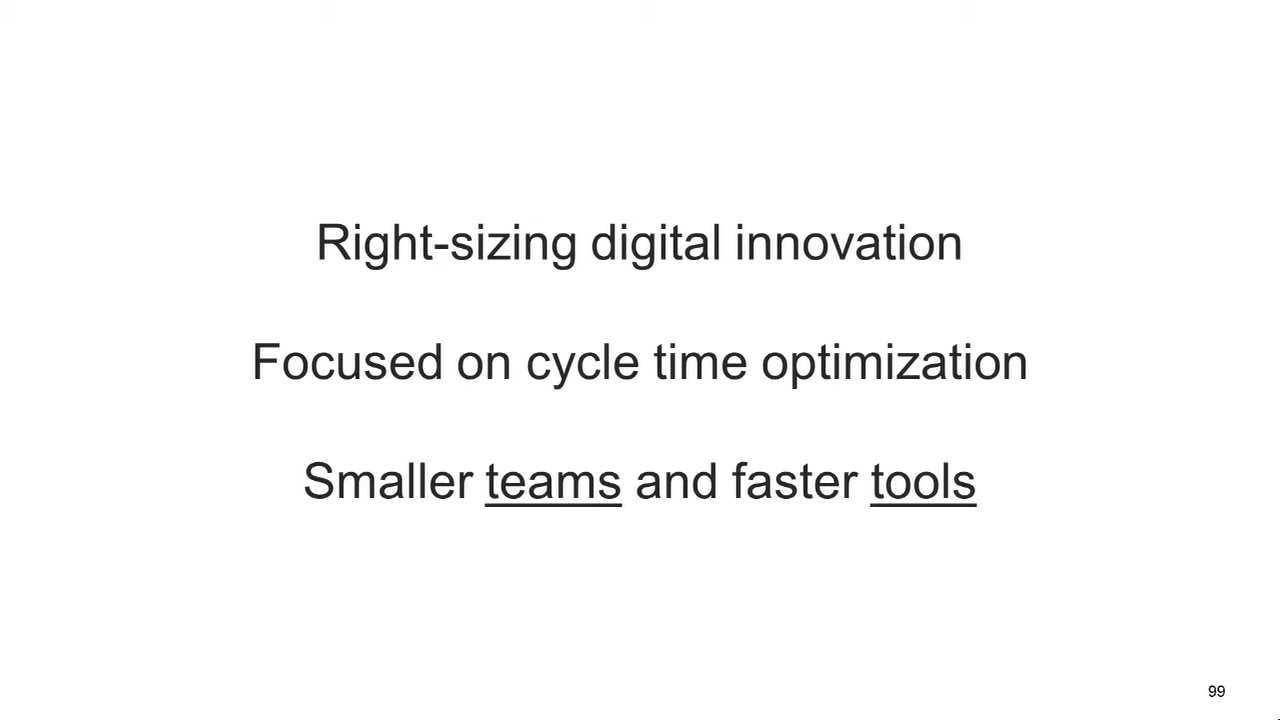 Right-sizing digital innovation
Focused on cycle time optimization
Smaller teams and faster tools
99